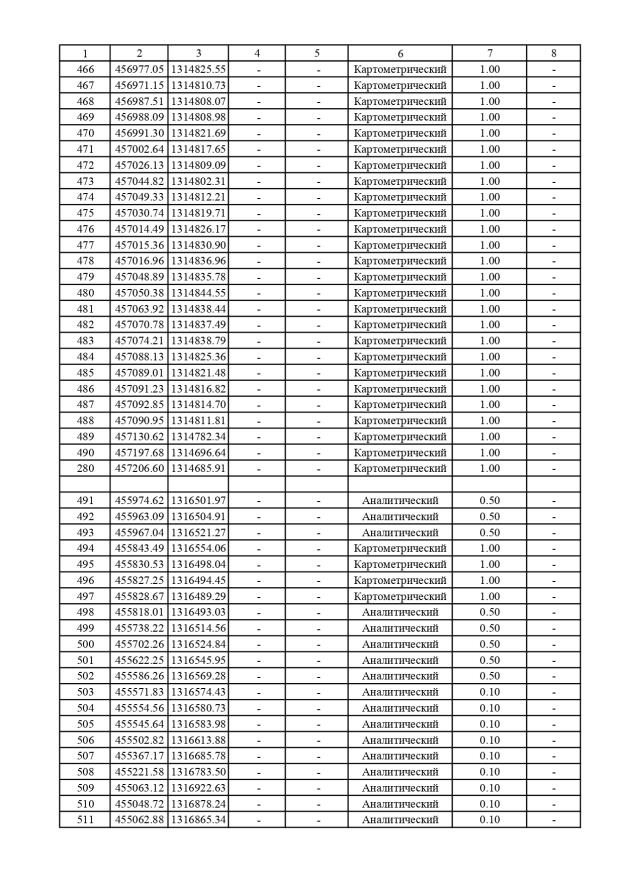 1 2 3 4 5 6 7 8
466 456977.05 1314825.55 - - Картометрический 1.00 -
467 456971.15 1314810.73 - - Картометрический 1.00 -
468 456987.51 1314808.07 - - Картометрический 1.00 -
469 456988.09 1314808.98 - - Картометрический 1.00 -
470 456991.30 1314821.69 - - Картометрический 1.00 -
471 457002.64 1314817.65 - - Картометрический 1.00 -
472 457026.13 1314809.09 - - Картометрический 1.00 -
473 457044.82 1314802.31 - - Картометрический 1.00 -
474 457049.33 1314812.21 - - Картометрический 1.00 -
475 457030.74 1314819.71 - - Картометрический 1.00 -
476 457014.49 1314826.17 - - Картометрический 1.00 -
477 457015.36 1314830.90 - - Картометрический 1.00 -
478 457016.96 1314836.96 - - Картометрический 1.00 -
479 457048.89 1314835.78 - - Картометрический 1.00 -
480 457050.38 1314844.55 - - Картометрический 1.00 -
481 457063.92 1314838.44 - - Картометрический 1.00 -
482 457070.78 1314837.49 - - Картометрический 1.00 -
483 457074.21 1314838.79 - - Картометрический 1.00 -
484 457088.13 1314825.36 - - Картометрический 1.00 -
485 457089.01 1314821.48 - - Картометрический 1.00 -
486 457091.23 1314816.82 - - Картометрический 1.00 -
487 457092.85 1314814.70 - - Картометрический 1.00 -
488 457090.95 1314811.81 - - Картометрический 1.00 -
489 457130.62 1314782.34 - - Картометрический 1.00 -
490 457197.68 1314696.64 - - Картометрический 1.00 -
280 457206.60 1314685.91 - - Картометрический 1.00 -
491 455974.62 1316501.97 - - Аналитический 0.50 -
492 455963.09 1316504.91 - - Аналитический 0.50 -
493 455967.04 1316521.27 - - Аналитический 0.50 -
494 455843.49 1316554.06 - - Картометрический 1.00 -
495 455830.53 1316498.04 - - Картометрический 1.00 -
496 455827.25 1316494.45 - - Картометрический 1.00 -
497 455828.67 1316489.29 - - Картометрический 1.00 -
498 455818.01 1316493.03 - - Аналитический 0.50 -
499 455738.22 1316514.56 - - Аналитический 0.50 -
500 455702.26 1316524.84 - - Аналитический 0.50 -
501 455622.25 1316545.95 - - Аналитический 0.50 -
502 455586.26 1316569.28 - - Аналитический 0.50 -
503 455571.83 1316574.43 - - Аналитический 0.10 -
504 455554.56 1316580.73 - - Аналитический 0.10 -
505 455545.64 1316583.98 - - Аналитический 0.10 -
506 455502.82 1316613.88 - - Аналитический 0.10 -
507 455367.17 1316685.78 - - Аналитический 0.10 -
508 455221.58 1316783.50 - - Аналитический 0.10 -
509 455063.12 1316922.63 - - Аналитический 0.10 -
510 455048.72 1316878.24 - - Аналитический 0.10 -
511 455062.88 1316865.34 - - Аналитический 0.10 -